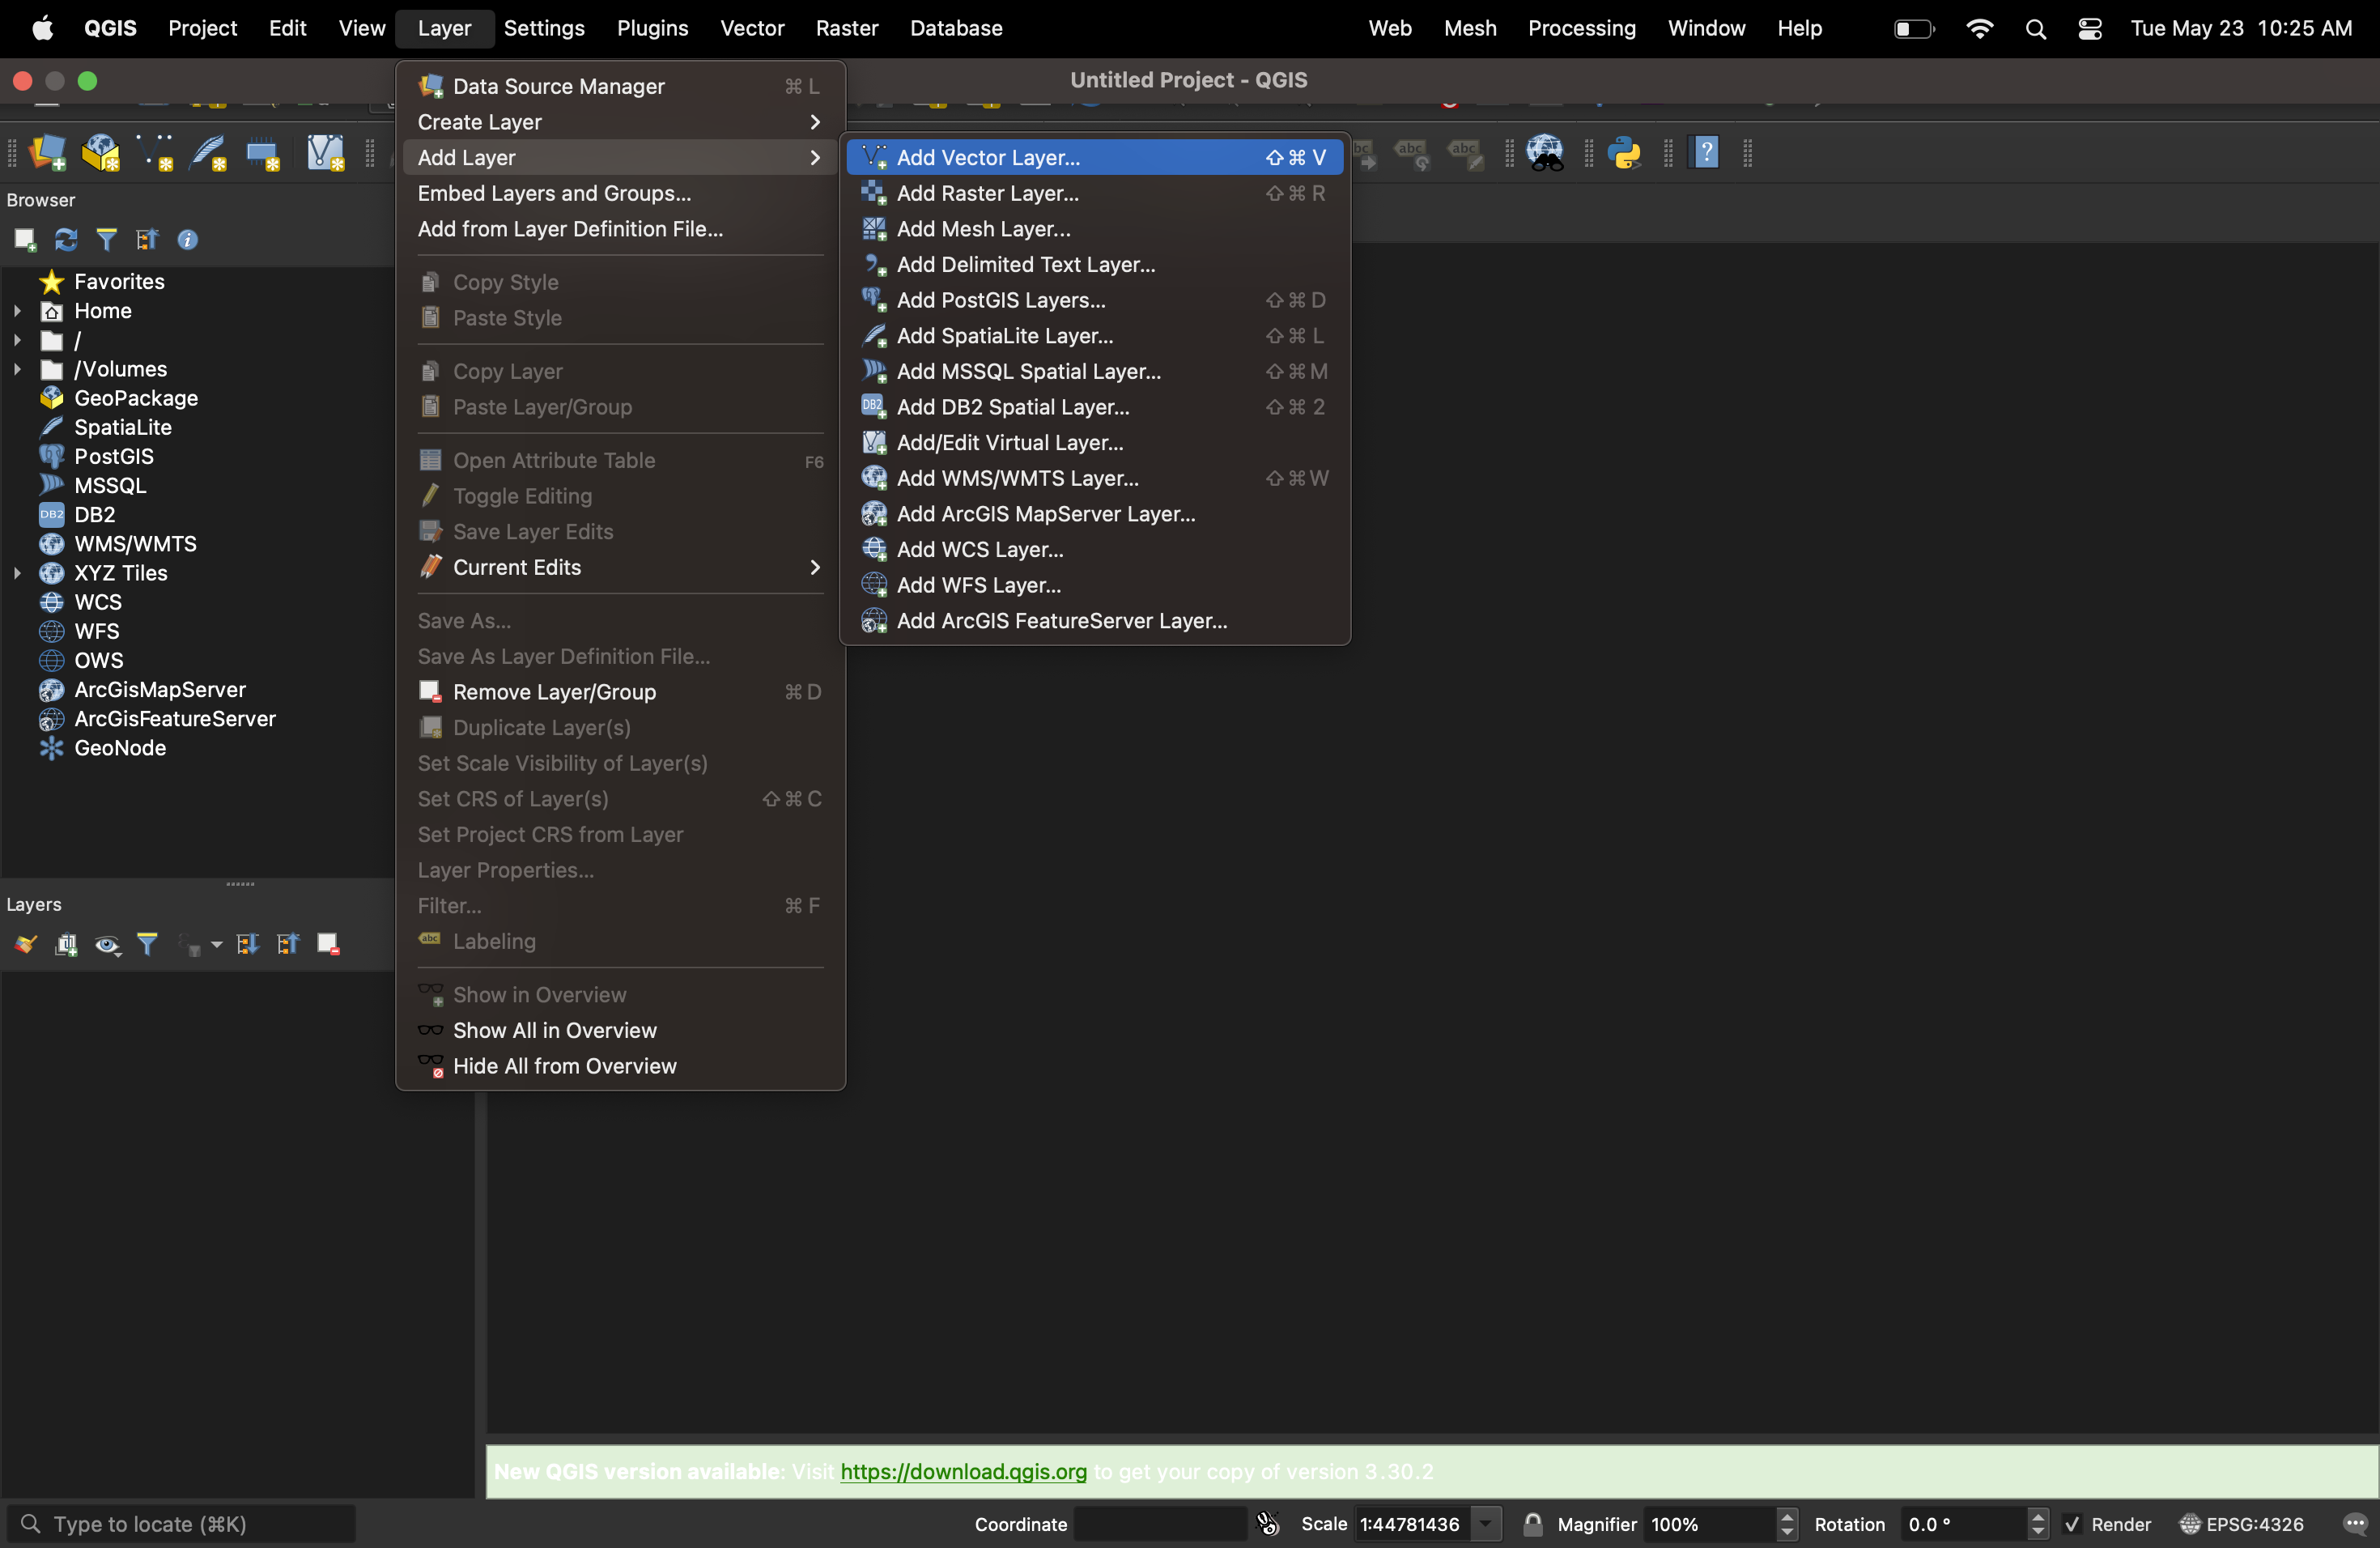 QGIS Project Edit View Layer Settings Plugins Vector Raster Database Web Mesh Processing Window Help Tue May 23 10:25 AM
Untitled Project - QGIS
Browser
Favorites
Home
/
/Volumes
GeoPackage
SpatiaLite
PostGIS
MSSQL
DB2 DB2
WMS/WMTS
XYZ Tiles
WCS
WFS
OWS
ArcGisMapServer
ArcGisFeatureServer
GeoNode
Layers
Data Source Manager ⌘ L
Create Layer
Add Layer
Embed Layers and Groups...
Add from Layer Definition File...
Copy Style
Paste Style
Copy Layer
Paste Layer/Group
Open Attribute Table F6
Toggle Editing
Save Layer Edits
Current Edits
Save As...
Save As Layer Definition File...
Remove Layer/Group ⌘ D
Duplicate Layer(s)
Set Scale Visibility of Layer(s)
Set CRS of Layer(s) ⇧ ⌘ C
Set Project CRS from Layer
Layer Properties...
Filter... ⌘ F
abc Labeling
Show in Overview
Show All in Overview
Hide All from Overview
Add Vector Layer... ⇧ ⌘ V
Add Raster Layer... ⇧ ⌘ R
Add Mesh Layer...
Add Delimited Text Layer...
Add PostGIS Layers... ⇧ ⌘ D
Add SpatiaLite Layer... ⇧ ⌘ L
Add MSSQL Spatial Layer... ⇧ ⌘ M
DB2 Add DB2 Spatial Layer... ⇧ ⌘ 2
Add/Edit Virtual Layer...
Add WMS/WMTS Layer... ⇧ ⌘ W
Add ArcGIS MapServer Layer...
Add WCS Layer...
Add WFS Layer...
Add ArcGIS FeatureServer Layer...
abc abc ?
New QGIS version available: Visit https://download.qgis.org to get your copy of version 3.30.2
Type to locate (⌘K) Coordinate Scale 1:44781436 Magnifier 100% Rotation 0.0 ° Render EPSG:4326